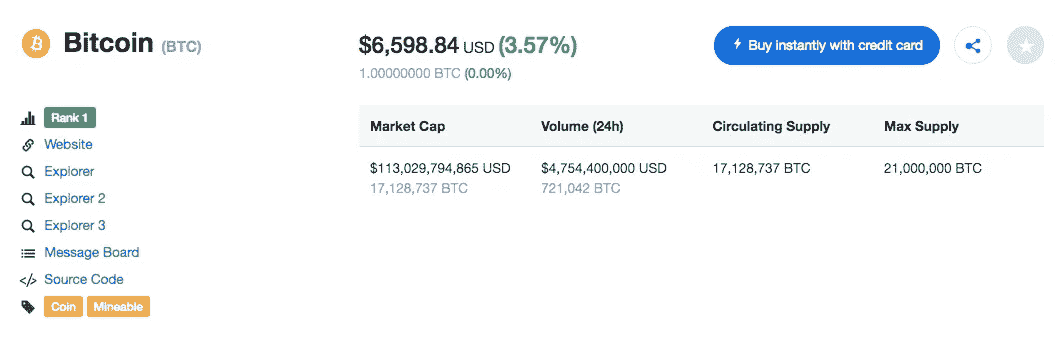 Bitcoin (BTC)
$6,598.84 USD (3.57%)
1.00000000 BTC (0.00%)
Buy instantly with credit card
Rank 1
Website
Explorer
Explorer 2
Explorer 3
Message Board
Source Code
Coin Mineable
Market Cap Volume (24h) Circulating Supply Max Supply
$113,029,794,865 USD $4,754,400,000 USD 17,128,737 BTC 21,000,000 BTC
17,128,737 BTC 721,042 BTC